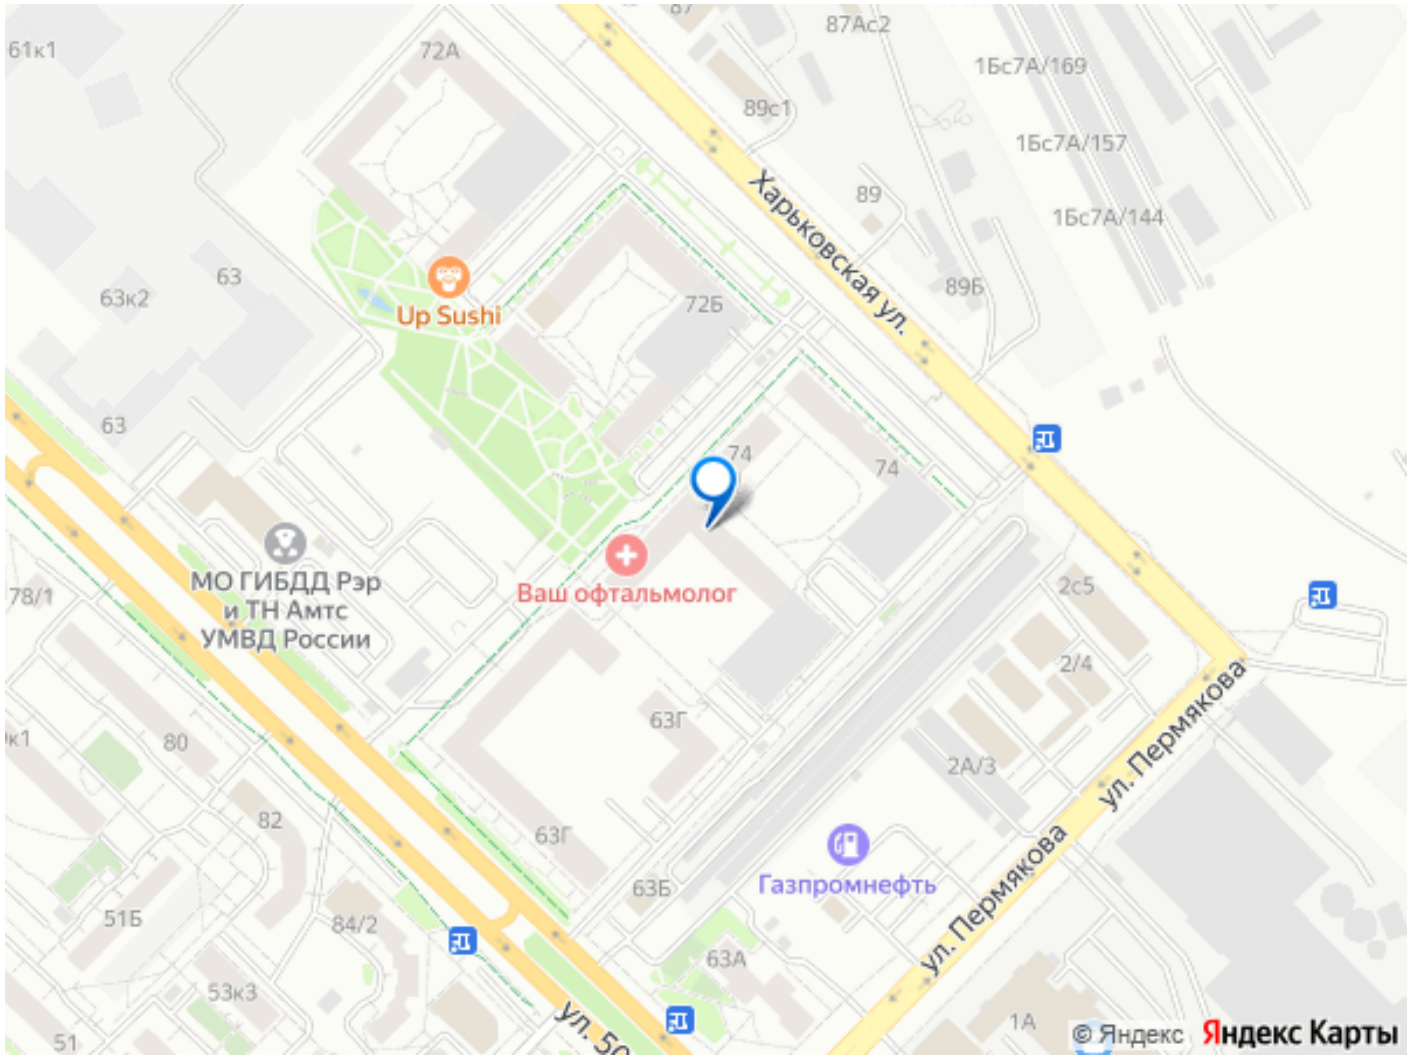 87
87Ас2
61к1
72А
1Бс7А/169
89с1
1Бс7А/157
Харьковская ул.
89
1Бс7А/144
63
63к2
89Б
72Б
Up Sushi
63
74
74
МО ГИБДД Рэр
и ТН Амтс
УМВД России
Ваш офтальмолог
78/1
2с5
2/4
ул. Пермякова
63Г
к1
80
2А/3
82
63Г
ул. Пермякова
63Б
Газпромнефть
51Б
84/2
63А
53к3
ул. 50
51
1А
© Яндекс
Яндекс Карты